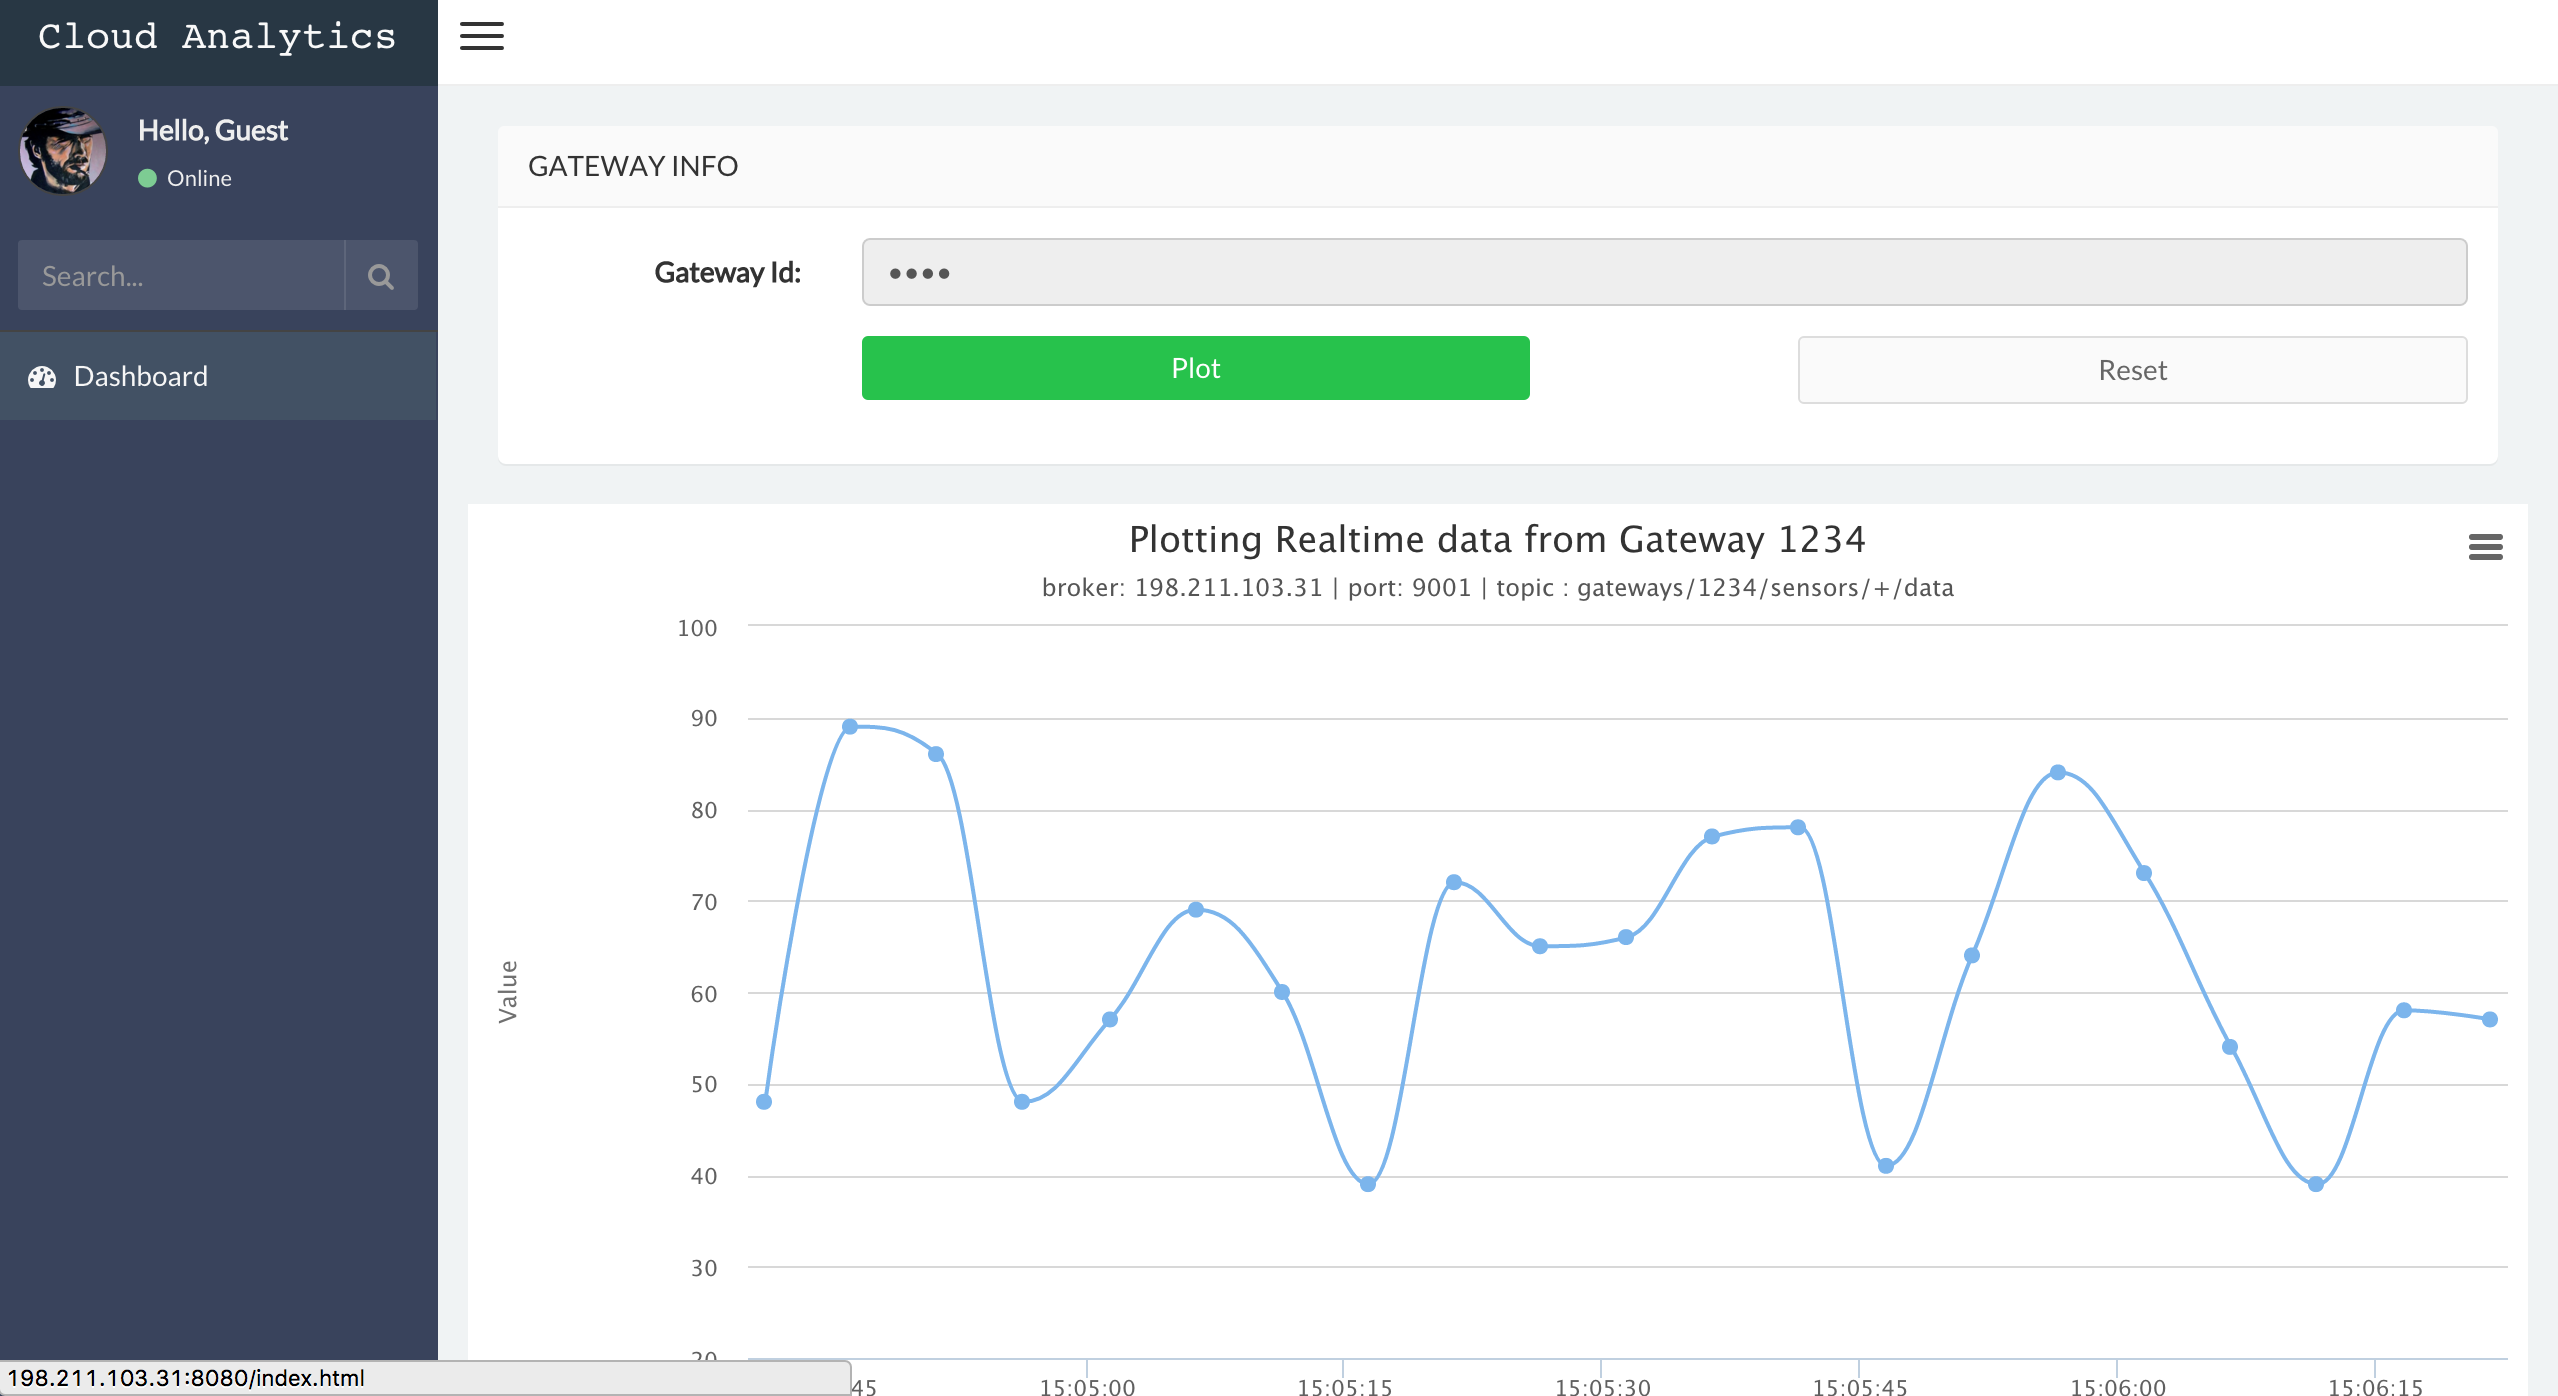 Cloud Analytics
Hello, Guest
Online
Search...
Dashboard
GATEWAY INFO
Gateway Id:
Plot
Reset
Plotting Realtime data from Gateway 1234
broker: 198.211.103.31 | port: 9001 | topic : gateways/1234/sensors/+/data
Value
100
90
80
70
60
50
40
30
20
45
15:05:00
15:05:15
15:05:30
15:05:45
15:06:00
15:06:15
198.211.103.31:8080/index.html